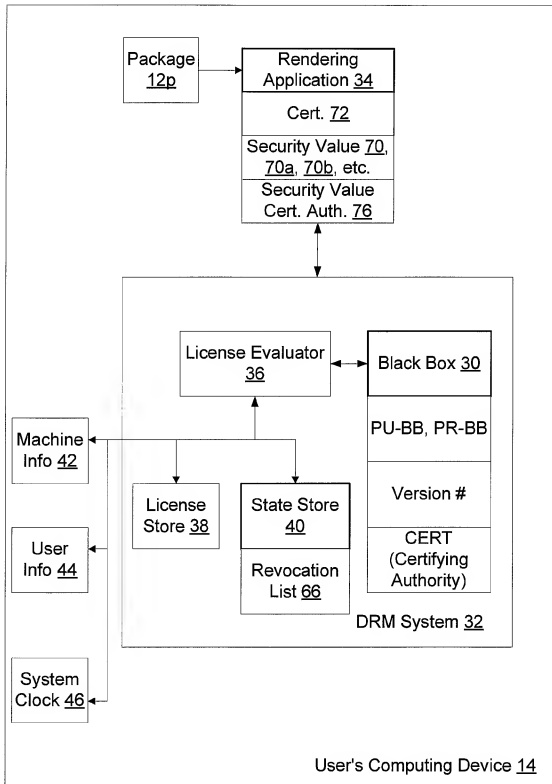 Package
12p
Rendering
Application 34
Cert. 72
Security Value 70,
70a, 70b, etc.
Security Value
Cert. Auth. 76
License Evaluator
36
Black Box 30
PU-BB, PR-BB
Version #
CERT
(Certifying
Authority)
Machine
Info 42
License
Store 38
State Store
40
Revocation
List 66
User
Info 44
DRM System 32
System
Clock 46
User's Computing Device 14